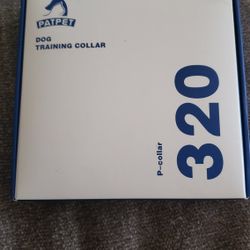 PATPET
DOG
TRAINING COLLAR
P-collar
320